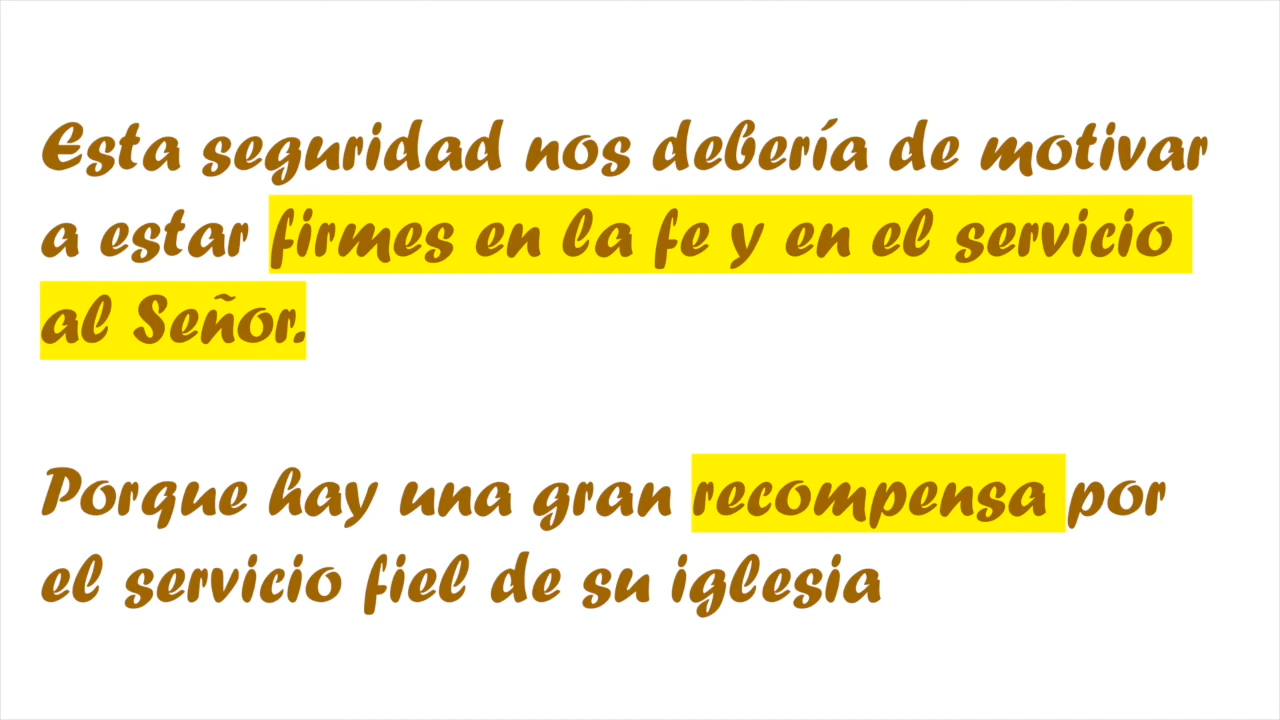 Esta seguridad nos debería de motivar
a estar firmes en la fe y en el servicio
al Señor.
Porque hay una gran recompensa por
el servicio fiel de su iglesia